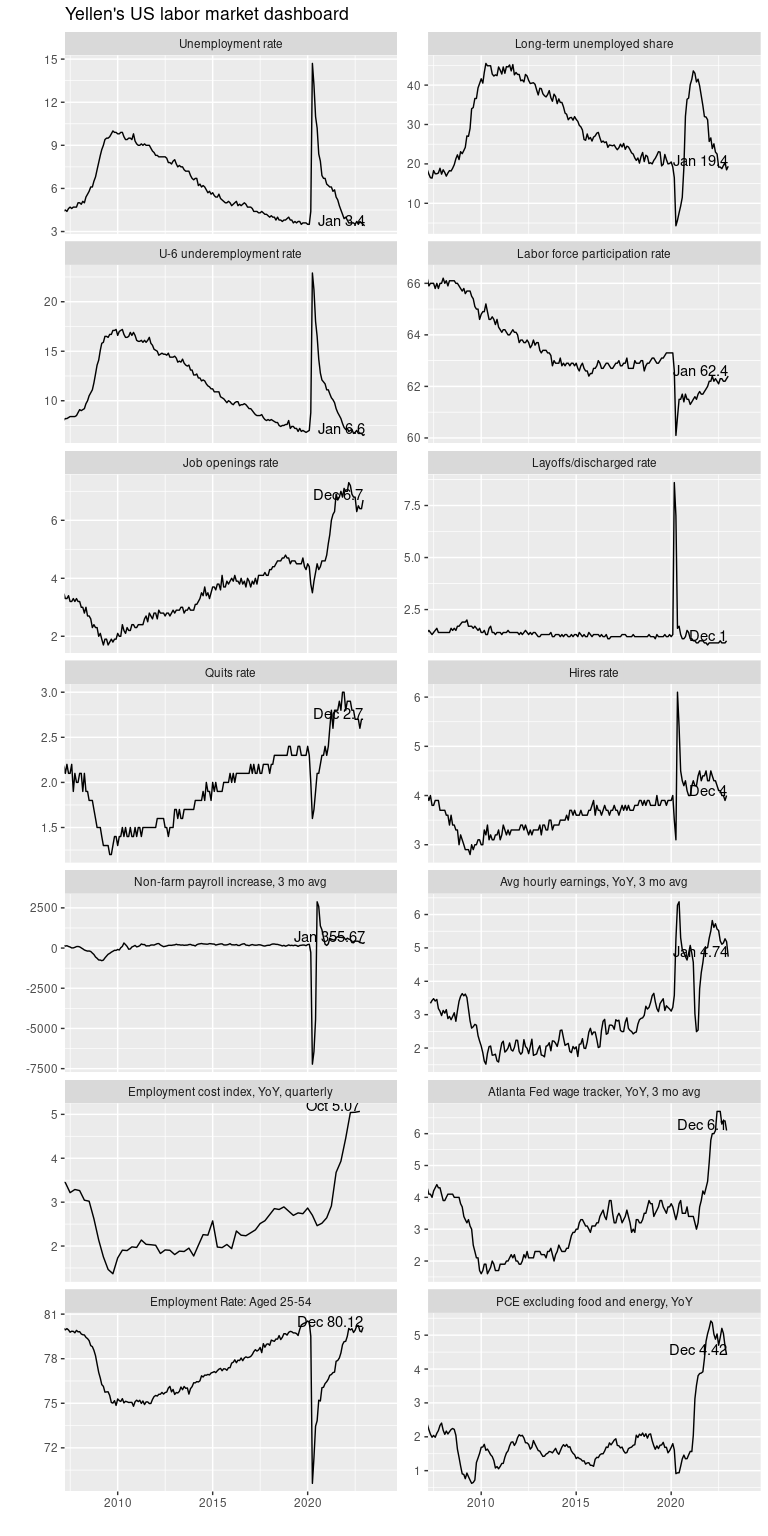 Yellen's US labor market dashboard
Unemployment rate
Long-term unemployed share
15
12
9
6
3
Jan 3.4
40
30
20
10
Jan 19.4
U-6 underemployment rate
Labor force participation rate
20
15
10
Jan 6.6
66
64
62
60
Jan 62.4
Job openings rate
Layoffs/discharged rate
6
4
2
Dec 6.7
7.5
5.0
2.5
Dec 1
Quits rate
Hires rate
3.0
2.5
2.0
1.5
Dec 2.7
6
5
4
3
Dec 4
Non-farm payroll increase, 3 mo avg
Avg hourly earnings, YoY, 3 mo avg
2500
0
-2500
-5000
-7500
Jan 355.67
6
5
4
3
2
Jan 4.74
Employment cost index, YoY, quarterly
Atlanta Fed wage tracker, YoY, 3 mo avg
5
4
3
2
Oct 5.07
6
5
4
3
2
Dec 6.1
Employment Rate: Aged 25-54
PCE excluding food and energy, YoY
81
78
75
72
Dec 80.12
5
4
3
2
1
Dec 4.42
2010
2015
2020
2010
2015
2020